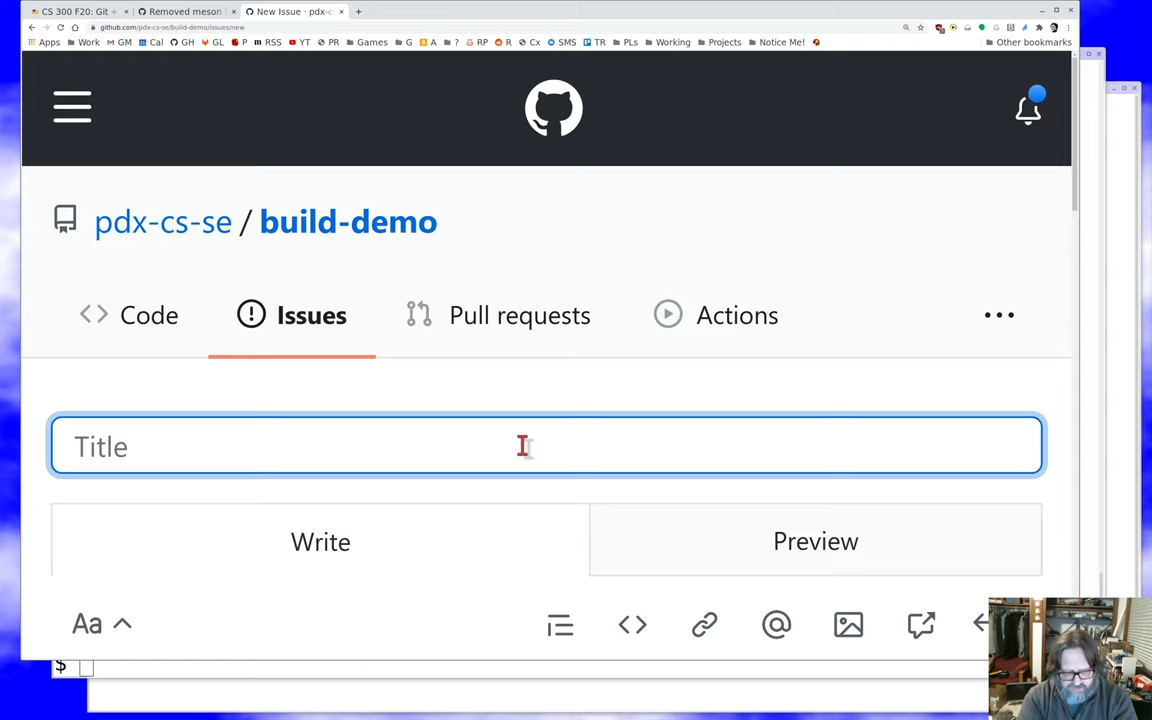 CS 300 F20: Git
Removed meson
New Issue · pdx-c
github.com/pdx-cs-se/build-demo/issues/new
Apps Work GM Cal GH GL P RSS YT PR Games G A ? RP R Cx SMS TR PLs Working Projects Notice Me! Other bookmarks
pdx-cs-se / build-demo
Code Issues Pull requests Actions
Title
Write Preview
Aa
$